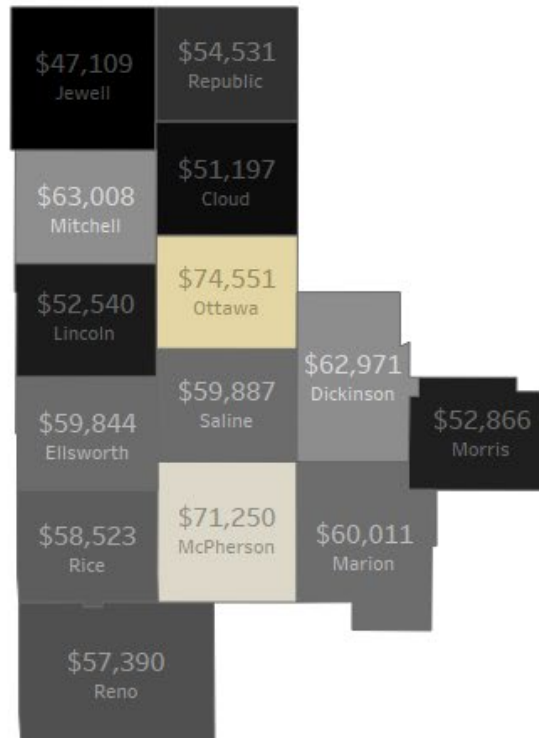 $47,109
Jewell
$54,531
Republic
$63,008
Mitchell
$51,197
Cloud
$52,540
Lincoln
$74,551
Ottawa
$59,844
Ellsworth
$59,887
Saline
$62,971
Dickinson
$52,866
Morris
$58,523
Rice
$71,250
McPherson
$60,011
Marion
$57,390
Reno